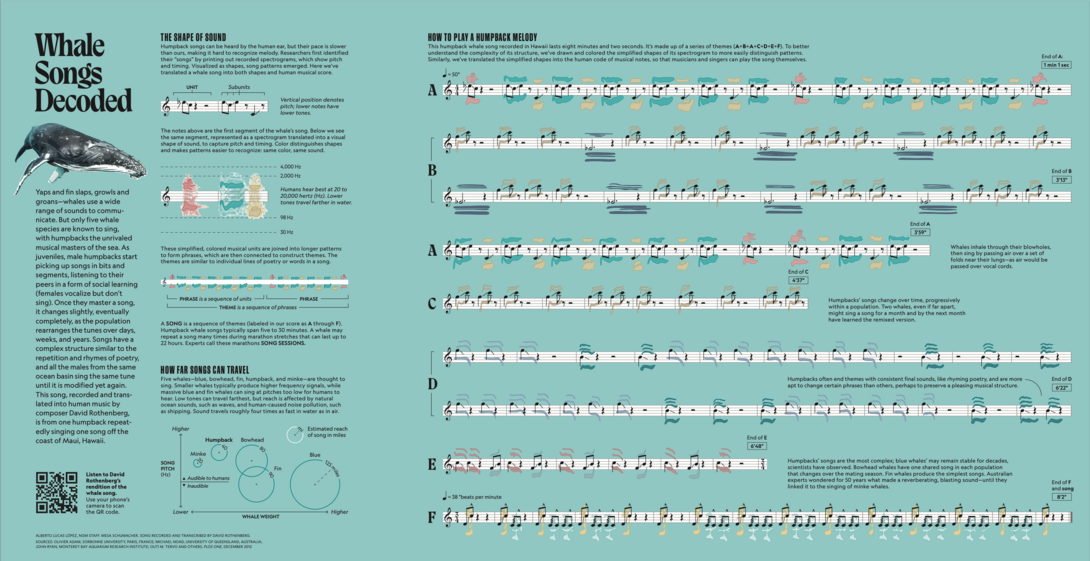 Whale
Songs
Decoded
Yaps and fin slaps, growls and
groans—whales use a wide
range of sounds to commu-
nicate. But only five whale
species are known to sing,
with humpbacks the unrivaled
musical masters of the sea. As
juveniles, male humpbacks start
picking up songs in bits and
segments, listening to their
peers in a form of social learning
(females vocalize but don't
sing). Once they master a song,
it changes slightly, eventually
completely, as the population
rearranges the tunes over days,
weeks, and years. Songs have a
complex structure similar to the
repetition and rhymes of poetry,
and all the males from the same
ocean basin sing the same tune
until it is modified yet again.
This song, recorded and trans-
lated into human music by
composer David Rothenberg,
is from one humpback repeat-
edly singing one song off the
coast of Maui, Hawaii.
Listen to David
Rothenberg's
rendition of the
whale song.
Use your phone's
camera to scan
the QR code.
THE SHAPE OF SOUND
Humpback songs can be heard by the human ear, but their pace is slower
than ours, making it hard to recognize melody. Researchers first identified
their "songs" by printing out recorded spectrograms, which show pitch
and timing. Visualized as shapes, song patterns emerged. Here we've
translated a whale song into both shapes and human musical score.
UNIT
Subunits
Vertical position denotes
pitch; lower notes have
lower tones.
The notes above are the first segment of the whale's song. Below we see
the same segment, represented as a spectrogram translated into a visual
shape of sound, to capture pitch and timing. Color distinguishes shapes
and makes patterns easier to recognize: same color, same sound.
4,000 Hz
2,000 Hz
Humans hear best at 20 to
20,000 hertz (Hz). Lower
tones travel farther in water.
98 Hz
30 Hz
These simplified, colored musical units are joined into longer patterns
to form phrases, which are then connected to construct themes. The
themes are similar to individual lines of poetry or words in a song.
PHRASE is a sequence of units
PHRASE
THEME is a sequence of phrases
A SONG is a sequence of themes (labeled in our score as A through F).
Humpback whale songs typically span five to 30 minutes. A whale may
repeat a song many times during marathon stretches that can last up to
22 hours. Experts call these marathons SONG SESSIONS.
HOW FAR SONGS CAN TRAVEL
Five whales—blue, bowhead, fin, humpback, and minke—are thought to
sing. Smaller whales typically produce higher frequency signals, while
massive blue and fin whales can sing at pitches too low for humans to
hear. Low tones can travel farthest, but reach is affected by natural
ocean sounds, such as waves, and human-caused noise pollution, such
as shipping. Sound travels roughly four times as fast in water as in air.
Higher
Estimated reach
of song in miles
Humpback
Bowhead
Minke
Fin
Blue
125 miles
SONG
PITCH
(Hz)
Audible to humans
Inaudible
Lower
WHALE WEIGHT
Higher
ALBERTO LUCAS LÓPEZ, NGM STAFF; MESA SCHUMACHER. SONG RECORDED AND TRANSCRIBED BY DAVID ROTHENBERG.
HOW TO PLAY A HUMPBACK MELODY
This humpback whale song recorded in Hawaii lasts eight minutes and two seconds. It's made up of a series of themes (A+B+A+C+D+E+F). To better
understand the complexity of its structure, we've drawn and colored the simplified shapes of its spectrogram to more easily distinguish patterns.
Similarly, we've translated the simplified shapes into the human code of musical notes, so that musicians and singers can play the song themselves.
End of A:
1 min 1 sec
= 50*
A
B
End of B
3'13"
End of A
3'59"
A
Whales inhale through their blowholes,
then sing by passing air over a set of
folds near their lungs—as air would be
passed over vocal cords.
End of C
4'37"
C
Humpbacks' songs change over time, progressively
within a population. Two whales, even if far apart,
might sing a song for a month and by the next month
have learned the remixed version.
D
Humpbacks often end themes with consistent final sounds, like rhyming poetry, and are more
apt to change certain phrases than others, perhaps to preserve a pleasing musical structure.
End of D
6'22"
End of E
6'48"
E
Humpbacks' songs are the most complex; blue whales' may remain stable for decades,
scientists have observed. Bowhead whales have one shared song in each population
that changes over the mating season. Fin whales produce the simplest songs. Australian
experts wondered for 50 years what made a reverberating, blasting sound—until they
linked it to the singing of minke whales.
= 38 *beats per minute
End of F
and song
8'2"
F